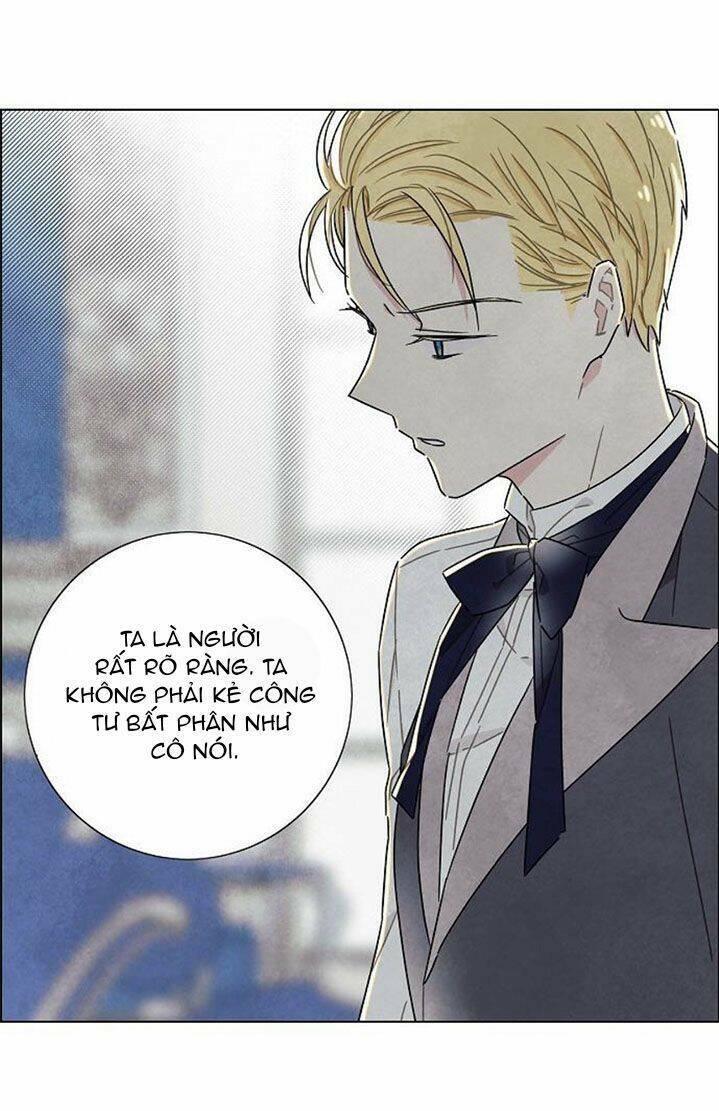 TA LÀ NGƯỜI
RẤT RÕ RÀNG. TA
KHÔNG PHẢI KẺ CÔNG
TƯ BẤT PHÂN NHƯ
CÔ NÓI.